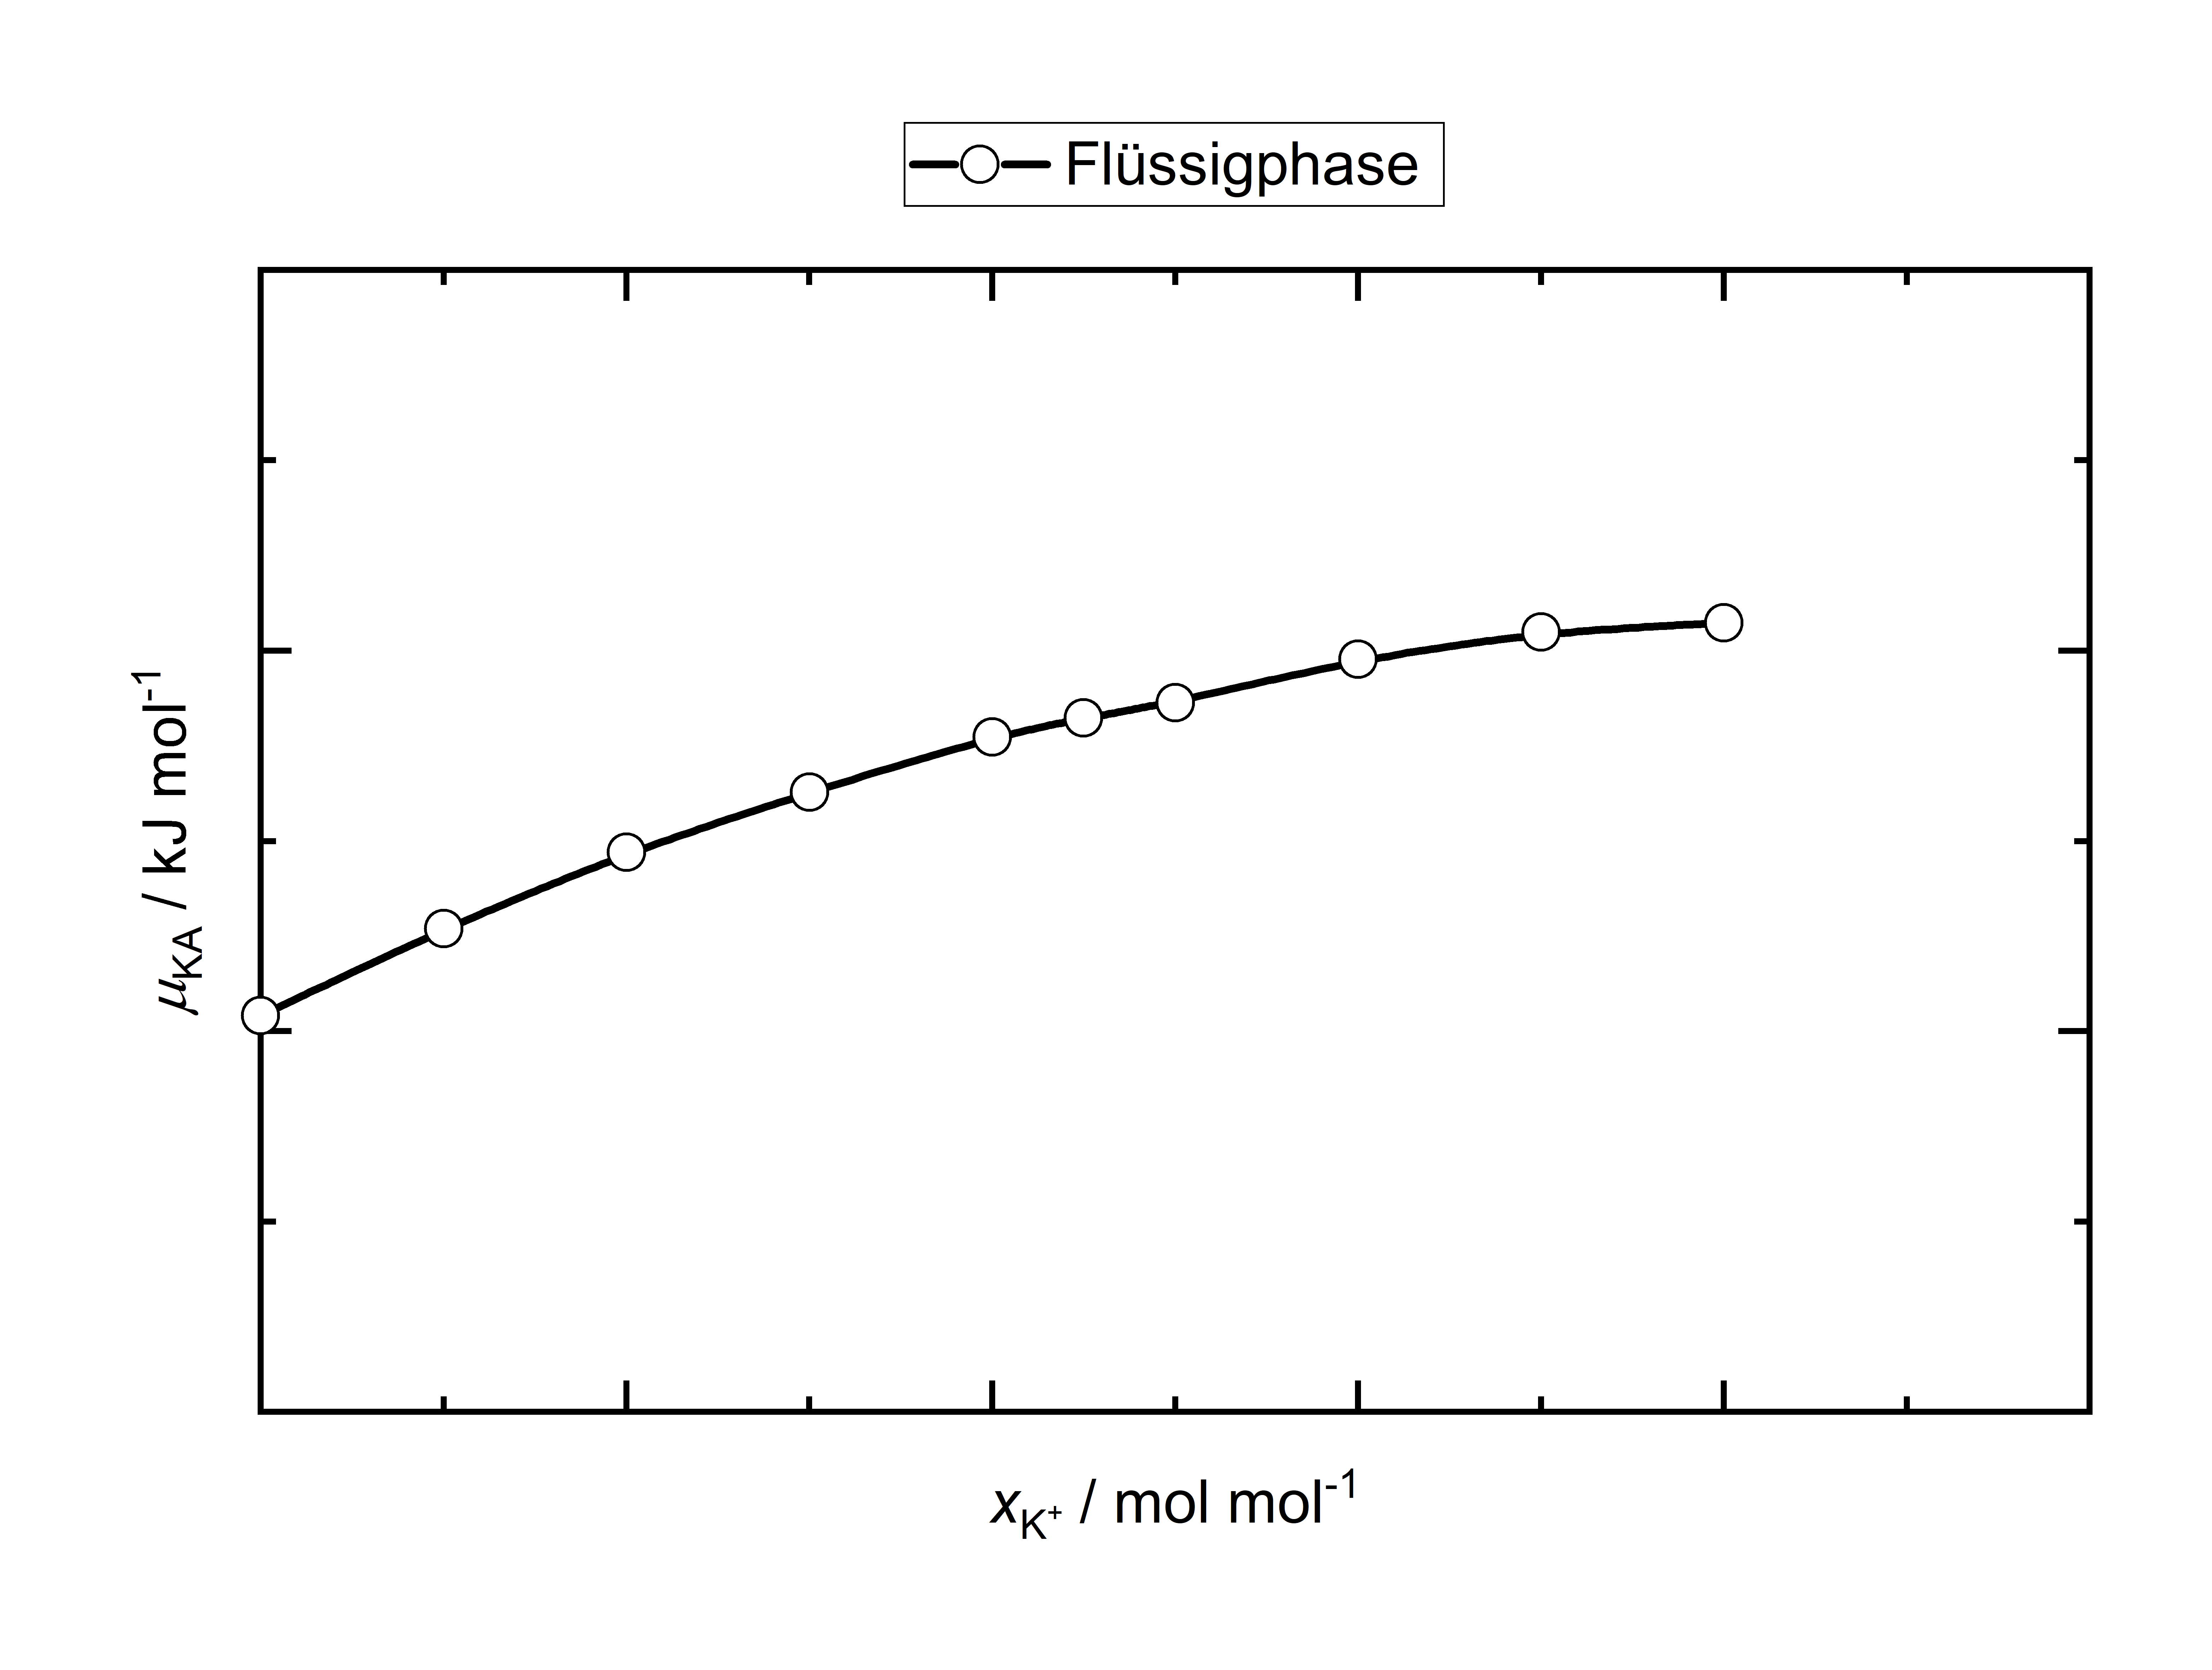 Flüssigphase
μKA / kJ mol-1
xK+ / mol mol-1